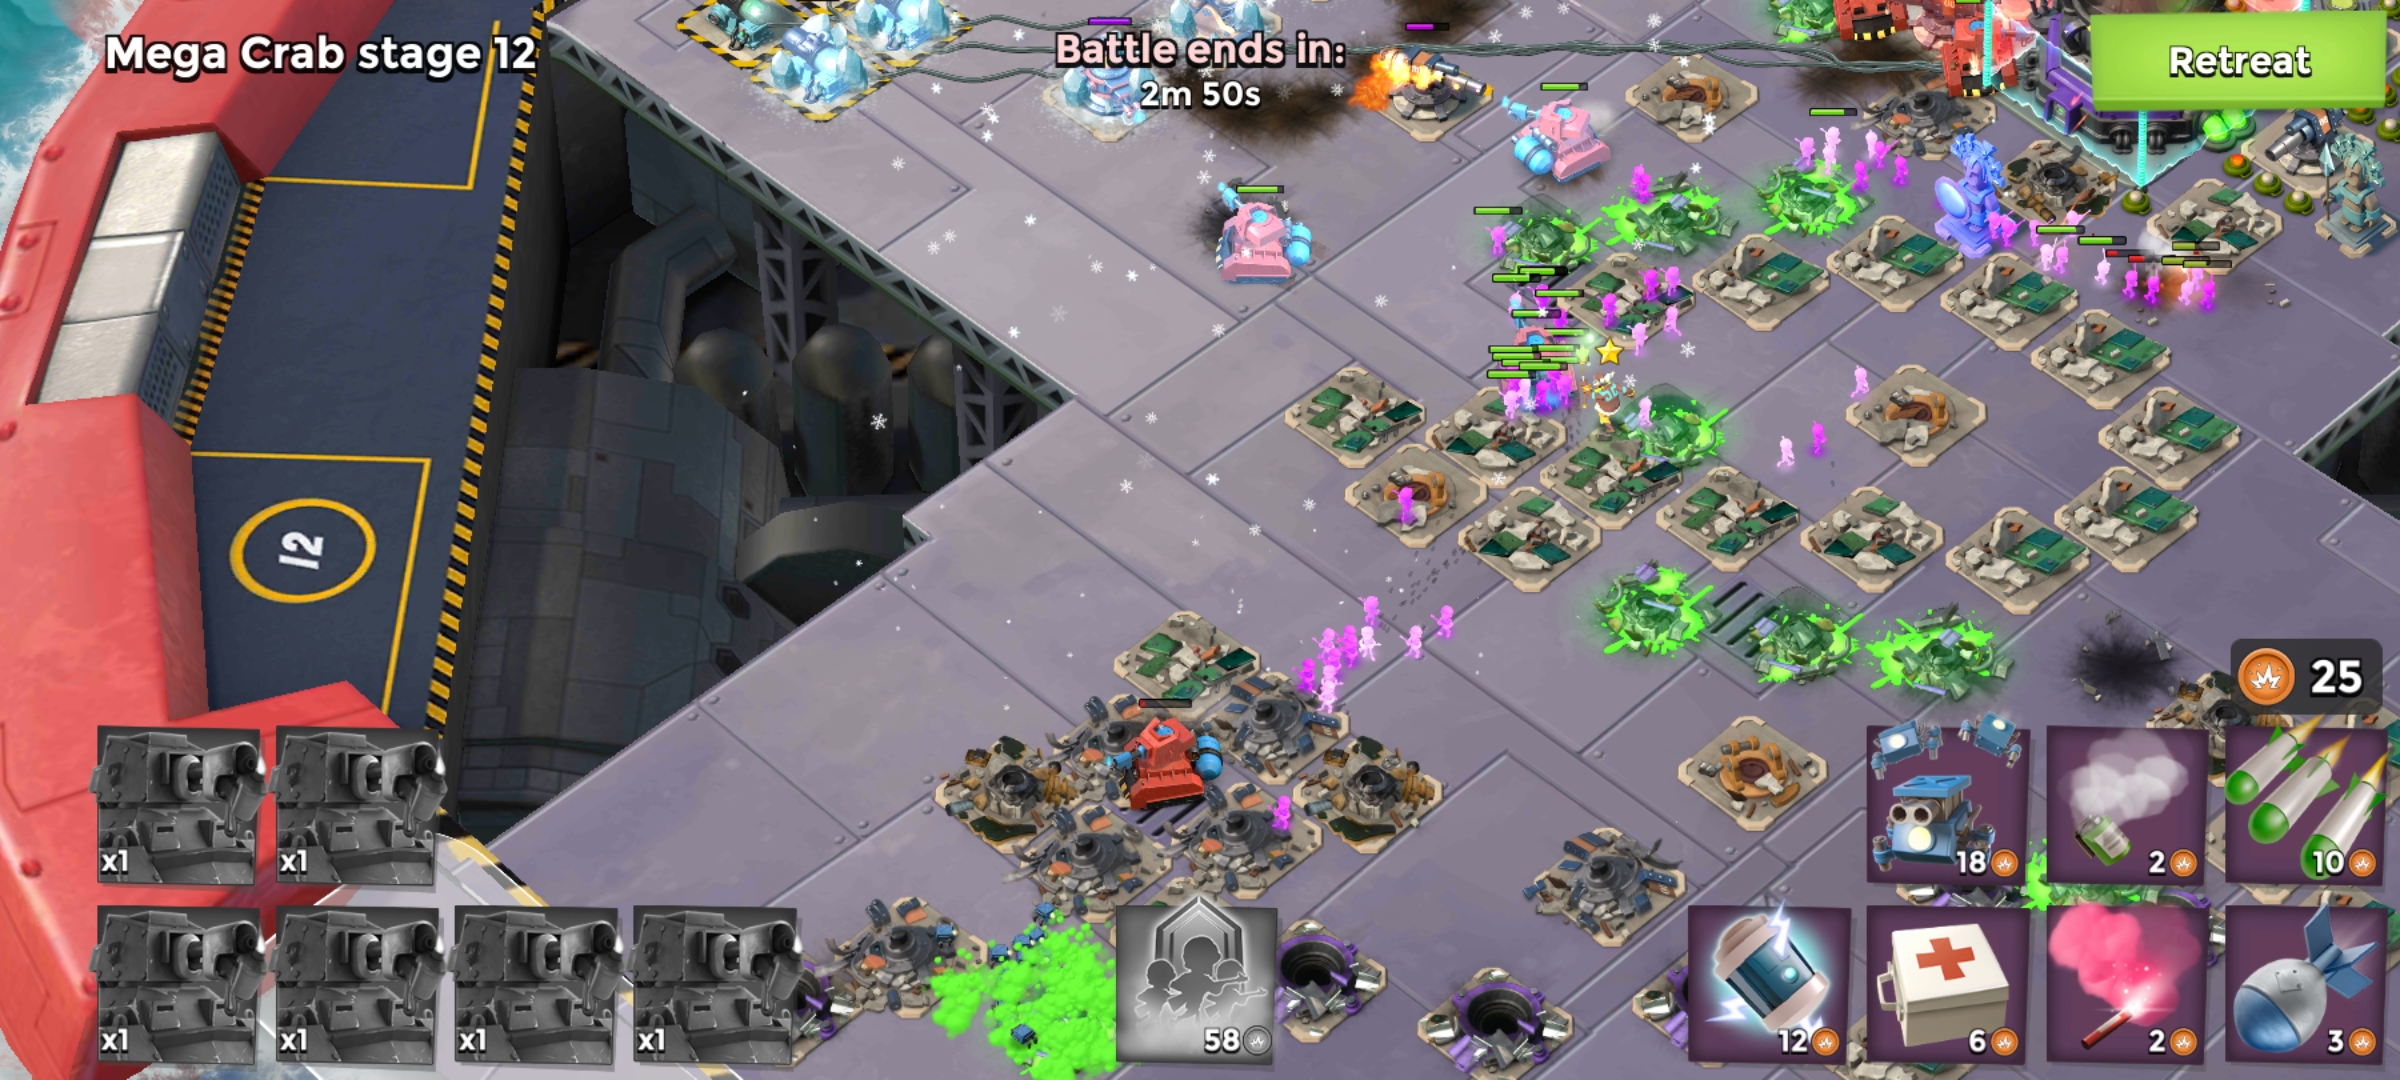 Mega Crab stage 12
Battle ends in:
2m 50s
Retreat
12
25
x1
x1
18
2
10
x1
x1
x1
x1
58
12
6
2
3